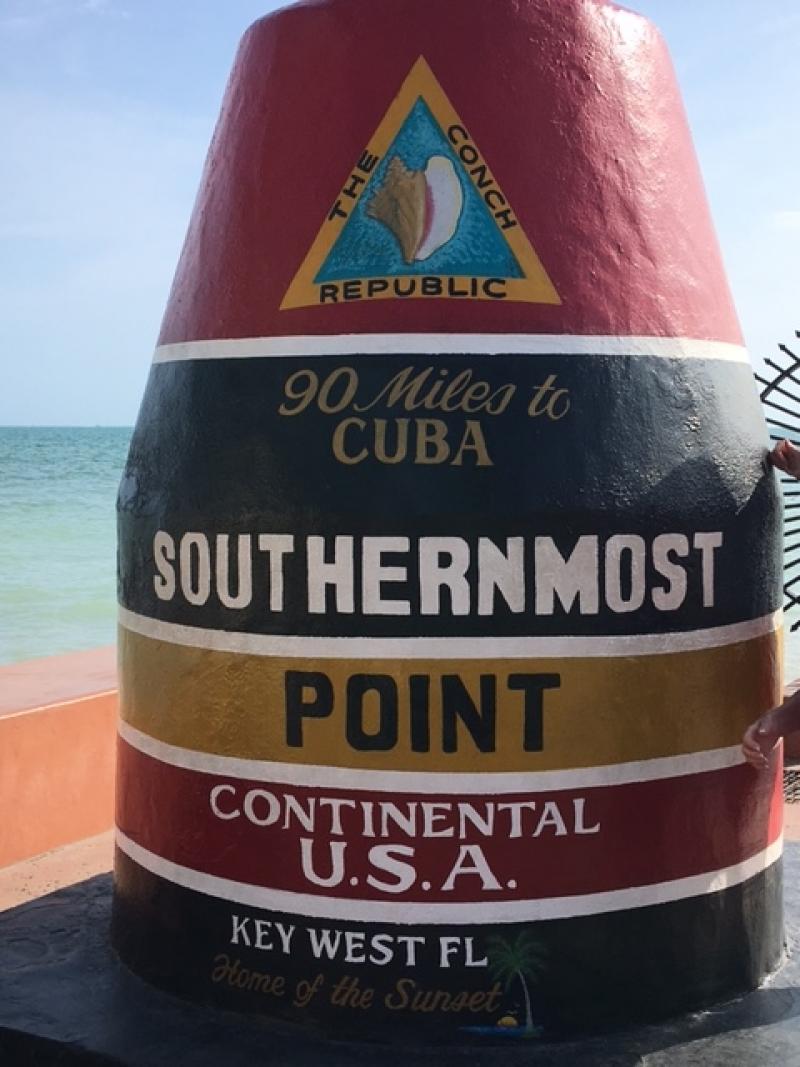 THE CONCH
REPUBLIC
90 Miles to
CUBA
SOUTHERNMOST
POINT
CONTINENTAL
U.S.A.
KEY WEST FL
Home of the Sunset